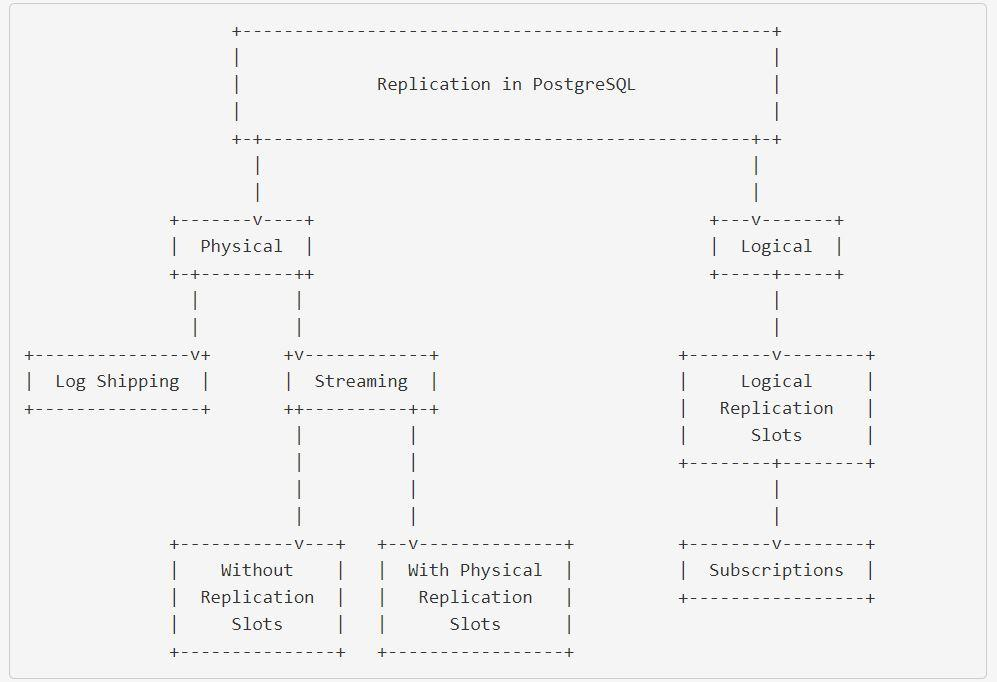 Replication in PostgreSQL
Physical
Logical
Log Shipping
Streaming
Logical
Replication
Slots
Without
Replication
Slots
With Physical
Replication
Slots
Subscriptions